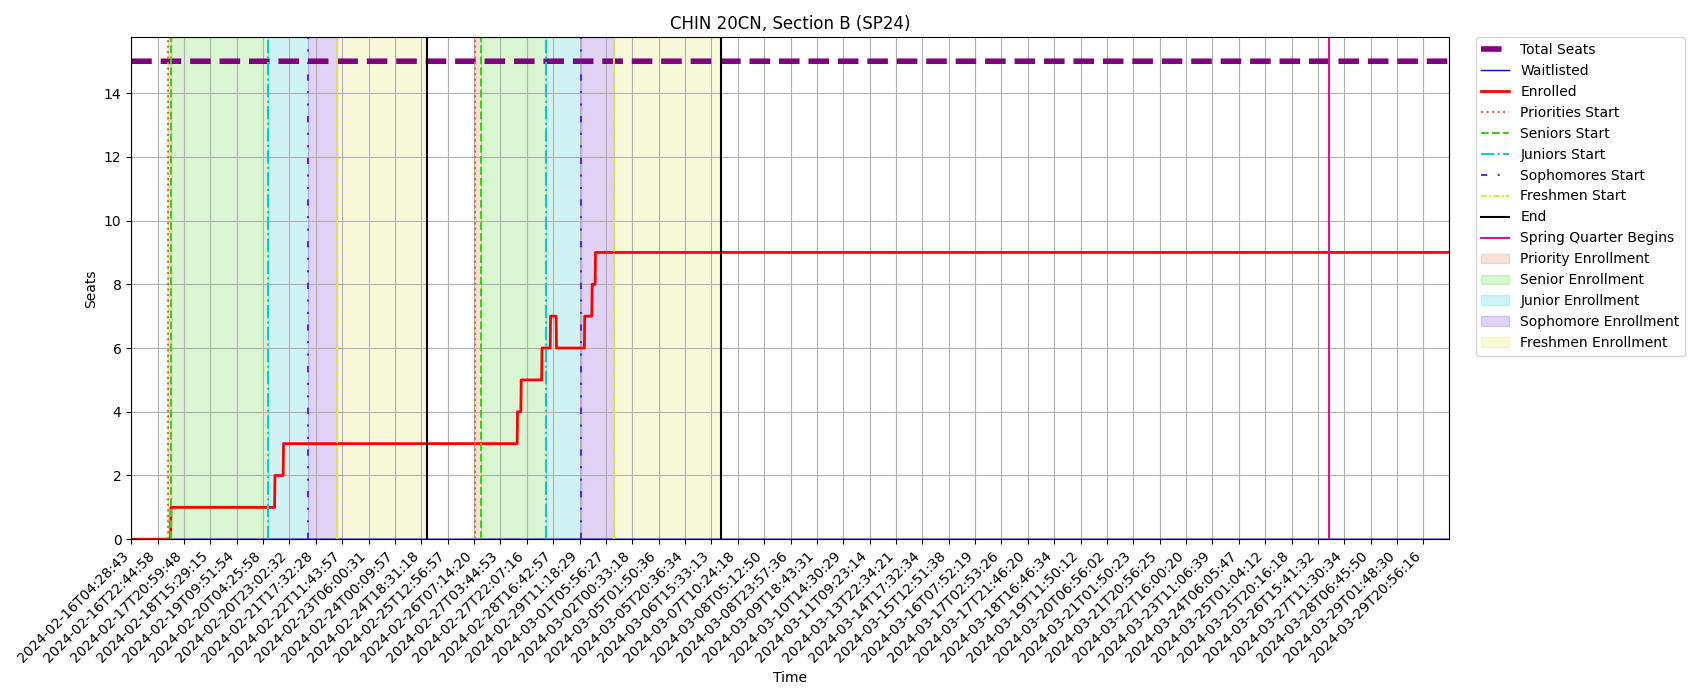 CHIN 20CN, Section B (SP24)
Seats
14
12
10
8
6
4
2
0
2024-02-16T04:28:43
2024-02-16T22:44:58
2024-02-17T20:59:48
2024-02-18T15:29:15
2024-02-19T09:51:54
2024-02-20T04:25:58
2024-02-20T23:02:32
2024-02-21T17:32:28
2024-02-22T11:43:57
2024-02-23T06:00:31
2024-02-24T00:09:57
2024-02-24T18:31:18
2024-02-25T12:56:57
2024-02-26T07:14:20
2024-02-27T03:44:53
2024-02-27T22:07:16
2024-02-28T16:42:57
2024-02-29T11:18:29
2024-03-01T05:56:27
2024-03-02T00:33:18
2024-03-05T01:50:36
2024-03-05T20:36:34
2024-03-06T15:33:13
2024-03-07T10:24:18
2024-03-08T05:12:50
2024-03-08T23:57:36
2024-03-09T18:43:31
2024-03-10T14:30:29
2024-03-11T09:23:14
2024-03-13T22:34:21
2024-03-14T17:32:34
2024-03-15T12:51:38
2024-03-16T07:52:19
2024-03-17T02:53:26
2024-03-17T21:46:20
2024-03-18T16:46:34
2024-03-19T11:50:12
2024-03-20T06:56:02
2024-03-21T01:50:23
2024-03-21T20:56:25
2024-03-22T16:00:20
2024-03-23T11:06:39
2024-03-24T06:05:47
2024-03-25T01:04:12
2024-03-25T20:16:18
2024-03-26T15:41:32
2024-03-27T11:30:34
2024-03-28T06:45:50
2024-03-29T01:48:30
2024-03-29T20:56:16
Time
Total Seats
Waitlisted
Enrolled
Priorities Start
Seniors Start
Juniors Start
Sophomores Start
Freshmen Start
End
Spring Quarter Begins
Priority Enrollment
Senior Enrollment
Junior Enrollment
Sophomore Enrollment
Freshmen Enrollment